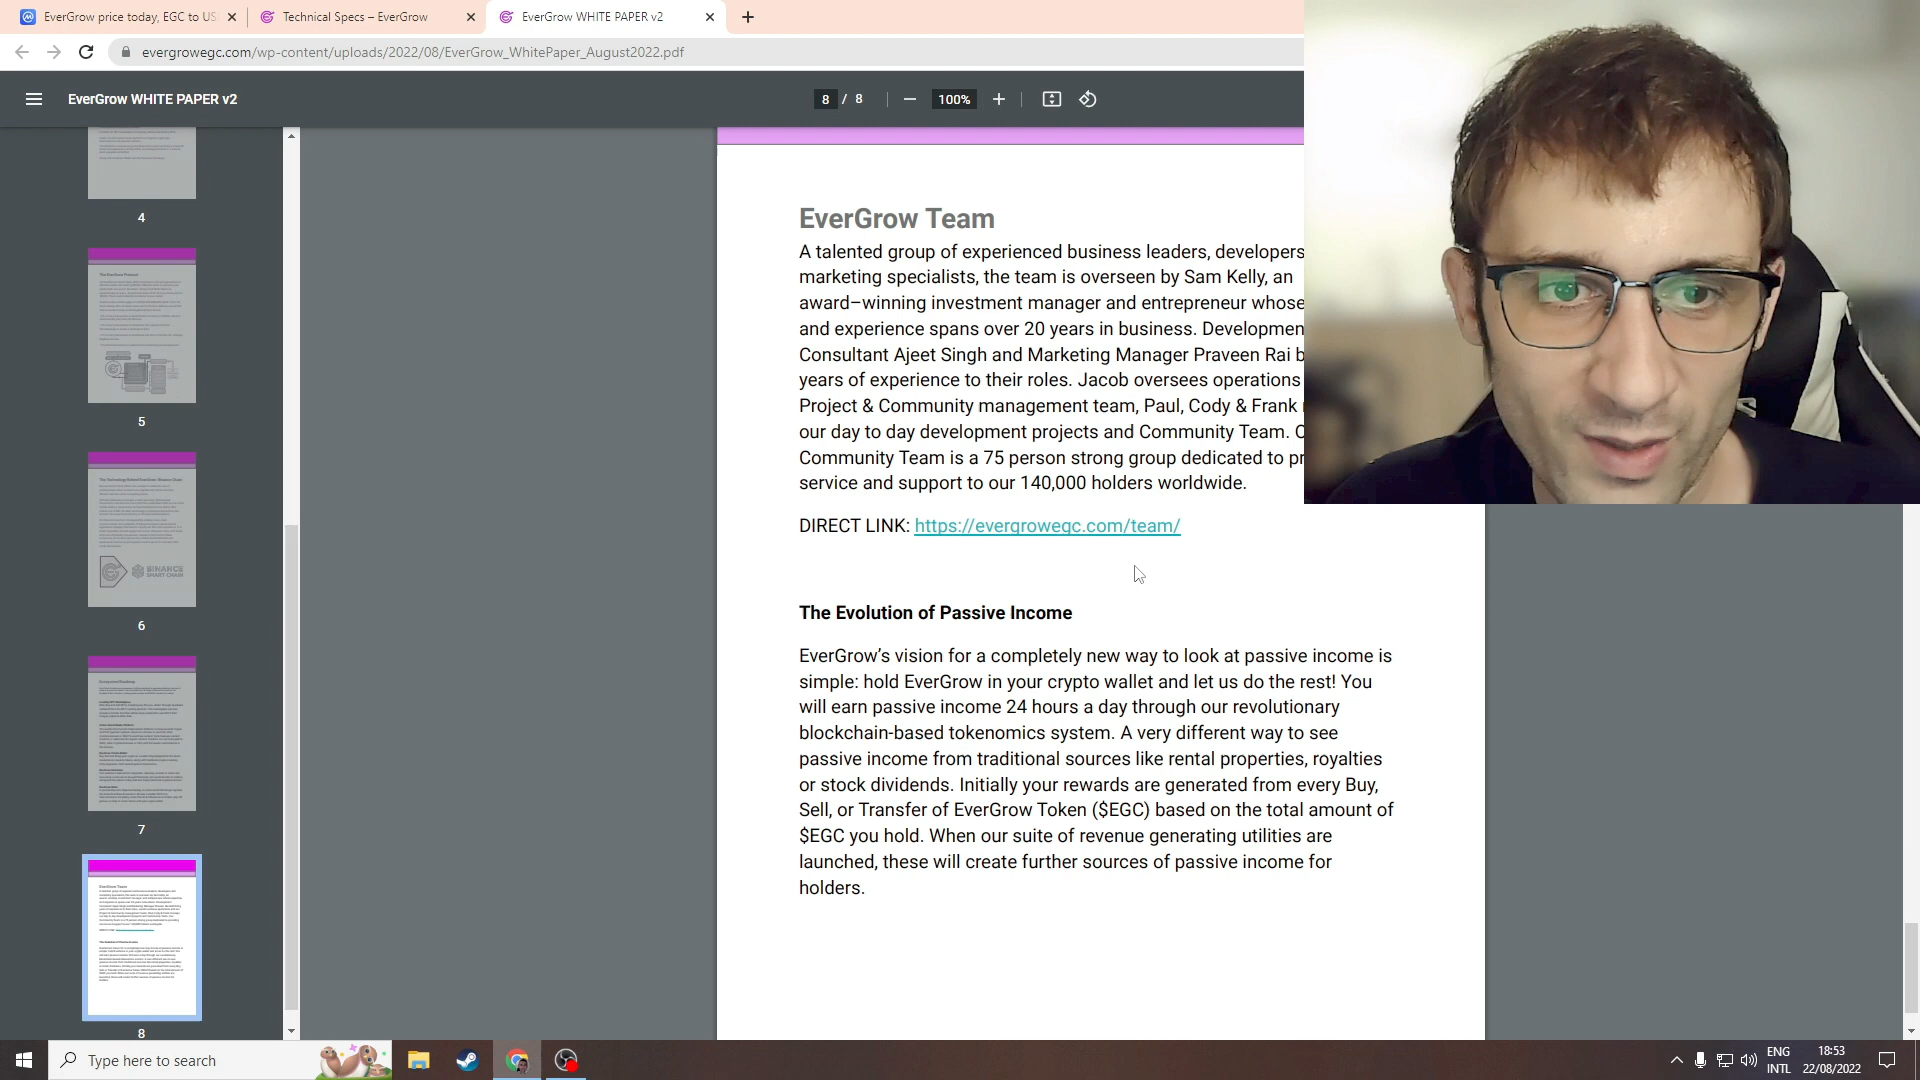 EverGrow price today, EGC to US
Technical Specs – EverGrow
EverGrow WHITE PAPER v2
evergrowegc.com/wp-content/uploads/2022/08/EverGrow_WhitePaper_August2022.pdf
EverGrow WHITE PAPER v2
8 / 8
100%
4
5
6
BINANCE
SMART CHAIN
7
8
EverGrow Team
A talented group of experienced business leaders, developers
marketing specialists, the team is overseen by Sam Kelly, an
award–winning investment manager and entrepreneur whose
and experience spans over 20 years in business. Developmen
Consultant Ajeet Singh and Marketing Manager Praveen Rai b
years of experience to their roles. Jacob oversees operations
Project & Community management team, Paul, Cody & Frank
our day to day development projects and Community Team.
Community Team is a 75 person strong group dedicated to pr
service and support to our 140,000 holders worldwide.
DIRECT LINK: https://evergrowegc.com/team/
The Evolution of Passive Income
EverGrow’s vision for a completely new way to look at passive income is
simple: hold EverGrow in your crypto wallet and let us do the rest! You
will earn passive income 24 hours a day through our revolutionary
blockchain-based tokenomics system. A very different way to see
passive income from traditional sources like rental properties, royalties
or stock dividends. Initially your rewards are generated from every Buy,
Sell, or Transfer of EverGrow Token ($EGC) based on the total amount of
$EGC you hold. When our suite of revenue generating utilities are
launched, these will create further sources of passive income for
holders.
Type here to search
ENG
INTL
18:53
22/08/2022